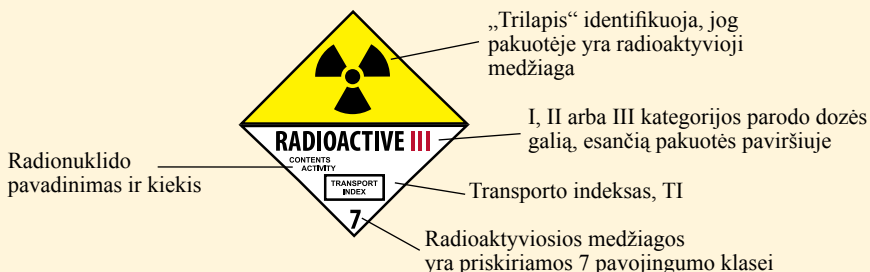 „Trilapis“ identifikuoja, jog
pakuotėje yra radioaktyvioji
medžiaga
I, II arba III kategorijos parodo dozės
galią, esančią pakuotės paviršiuje
RADIOACTIVE III
CONTENTS
ACTIVITY
Radionuklido
pavadinimas ir kiekis
TRANSPORT
INDEX
Transporto indeksas, TI
7
Radioaktyviosios medžiagos
yra priskiriamos 7 pavojingumo klasei